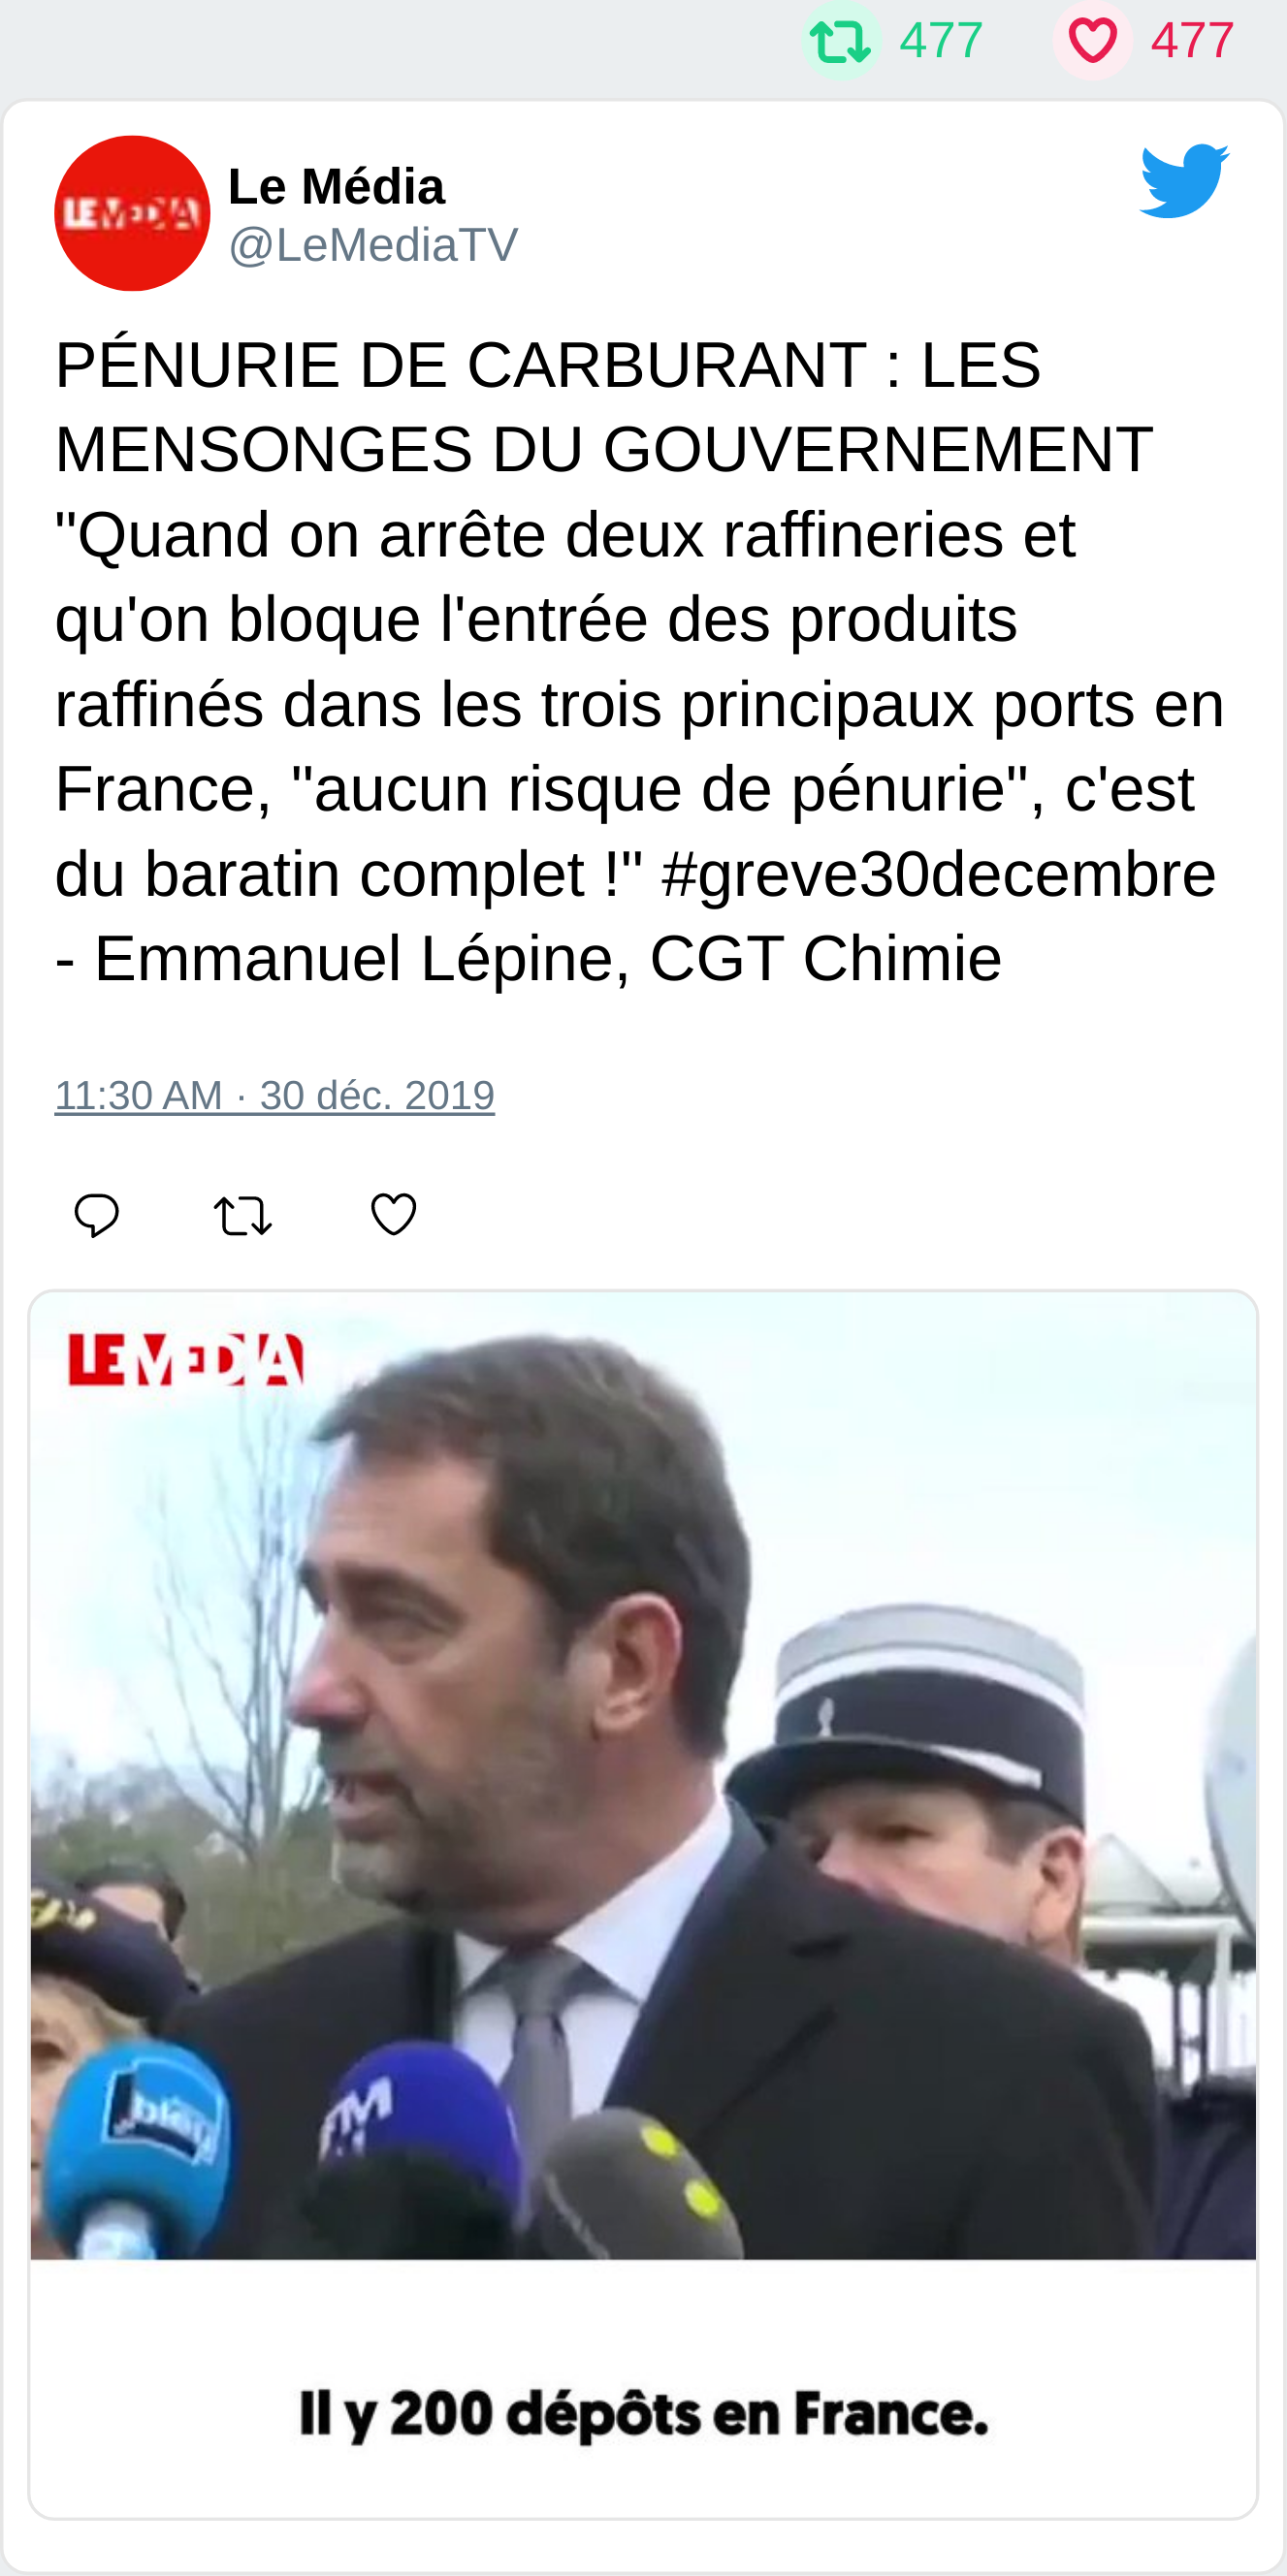 477 477
LE MEDIA
Le Média
@LeMediaTV
PÉNURIE DE CARBURANT : LES
MENSONGES DU GOUVERNEMENT
"Quand on arrête deux raffineries et
qu'on bloque l'entrée des produits
raffinés dans les trois principaux ports en
France, "aucun risque de pénurie", c'est
du baratin complet !" #greve30decembre
- Emmanuel Lépine, CGT Chimie
11:30 AM · 30 déc. 2019
LE MEDIA
bleu
Il y 200 dépôts en France.